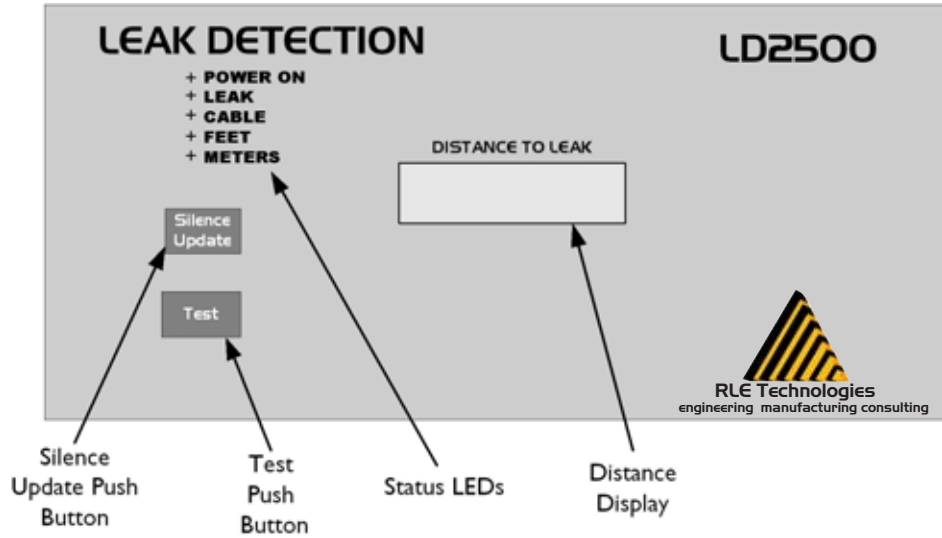 LEAK DETECTION
LD2500
+ POWER ON
+ LEAK
+ CABLE
+ FEET
+ METERS
DISTANCE TO LEAK
Silence
Update
Test
RLE Technologies
engineering manufacturing consulting
Silence
Update Push
Button
Test
Push
Button
Status LEDs
Distance
Display